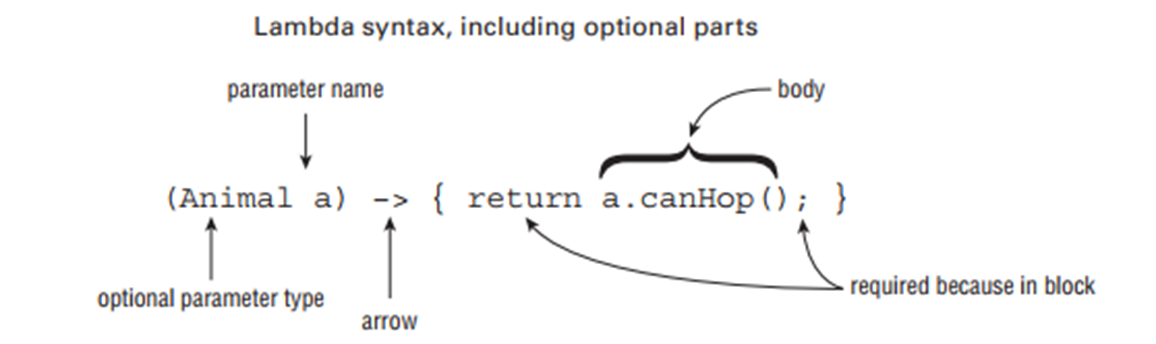 Lambda syntax, including optional parts
parameter name
body
(Animal a) -> { return a.canHop(); }
optional parameter type
arrow
required because in block